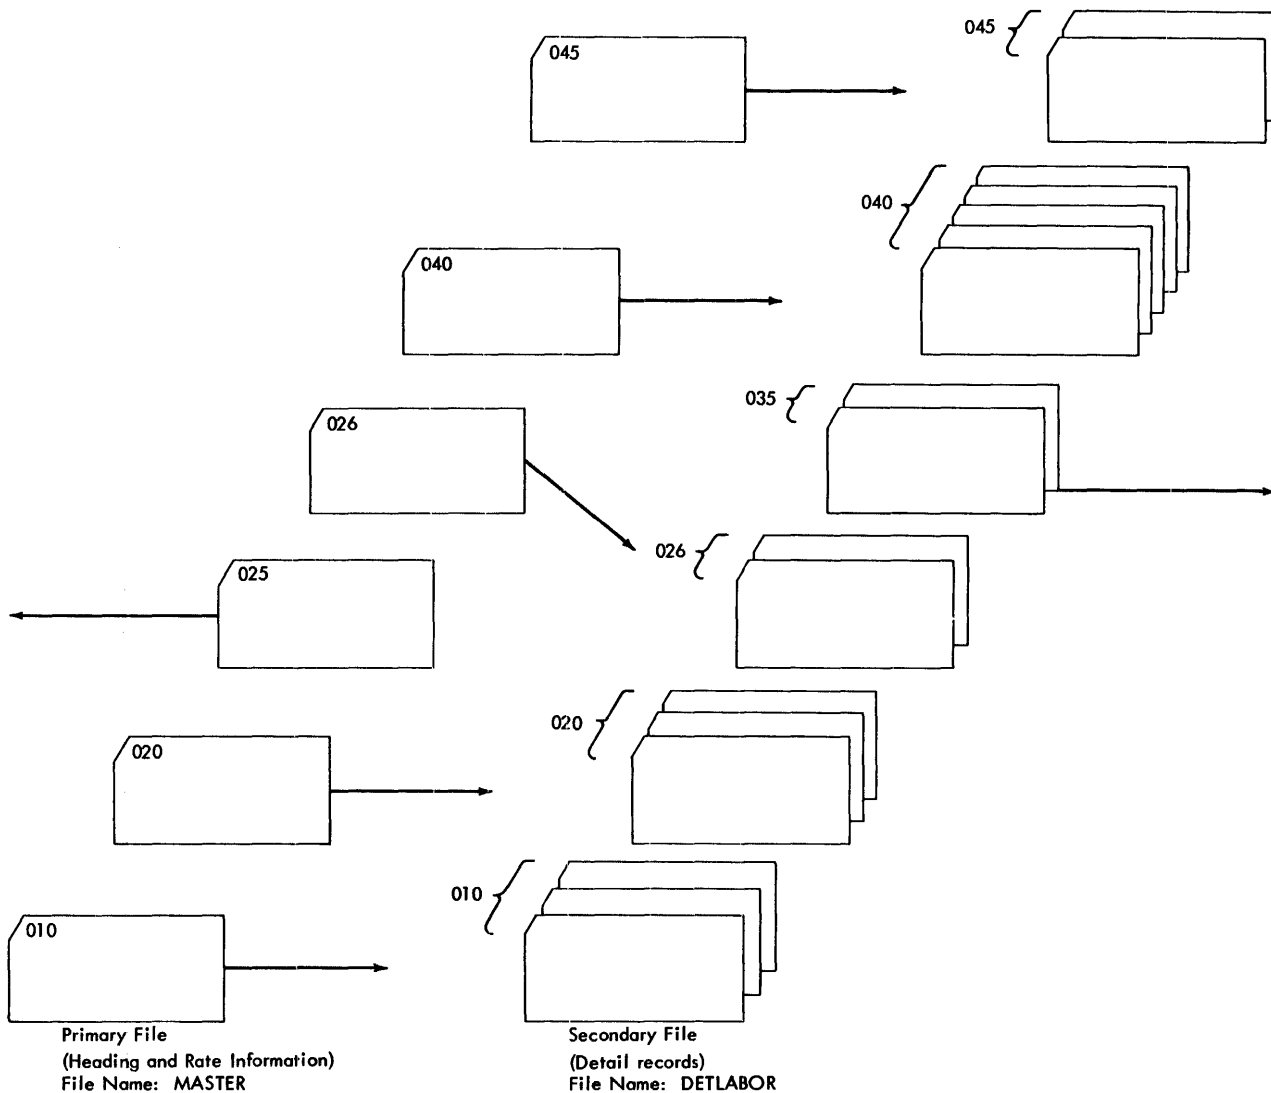 045
045
040
040
035
026
026
025
020
020
010
010
Primary File
(Heading and Rate Information)
File Name: MASTER
Secondary File
(Detail records)
File Name: DETLABOR